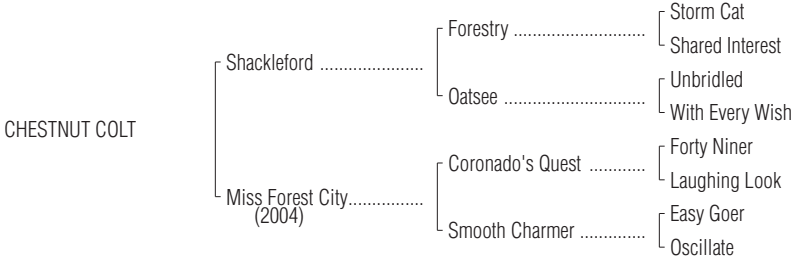 Storm Cat
Forestry ............................
Shared Interest
Shackleford ......................
Unbridled
Oatsee ..............................
With Every Wish
CHESTNUT COLT
Forty Niner
Coronado's Quest ............
Laughing Look
Miss Forest City................
(2004)
Easy Goer
Smooth Charmer ..............
Oscillate